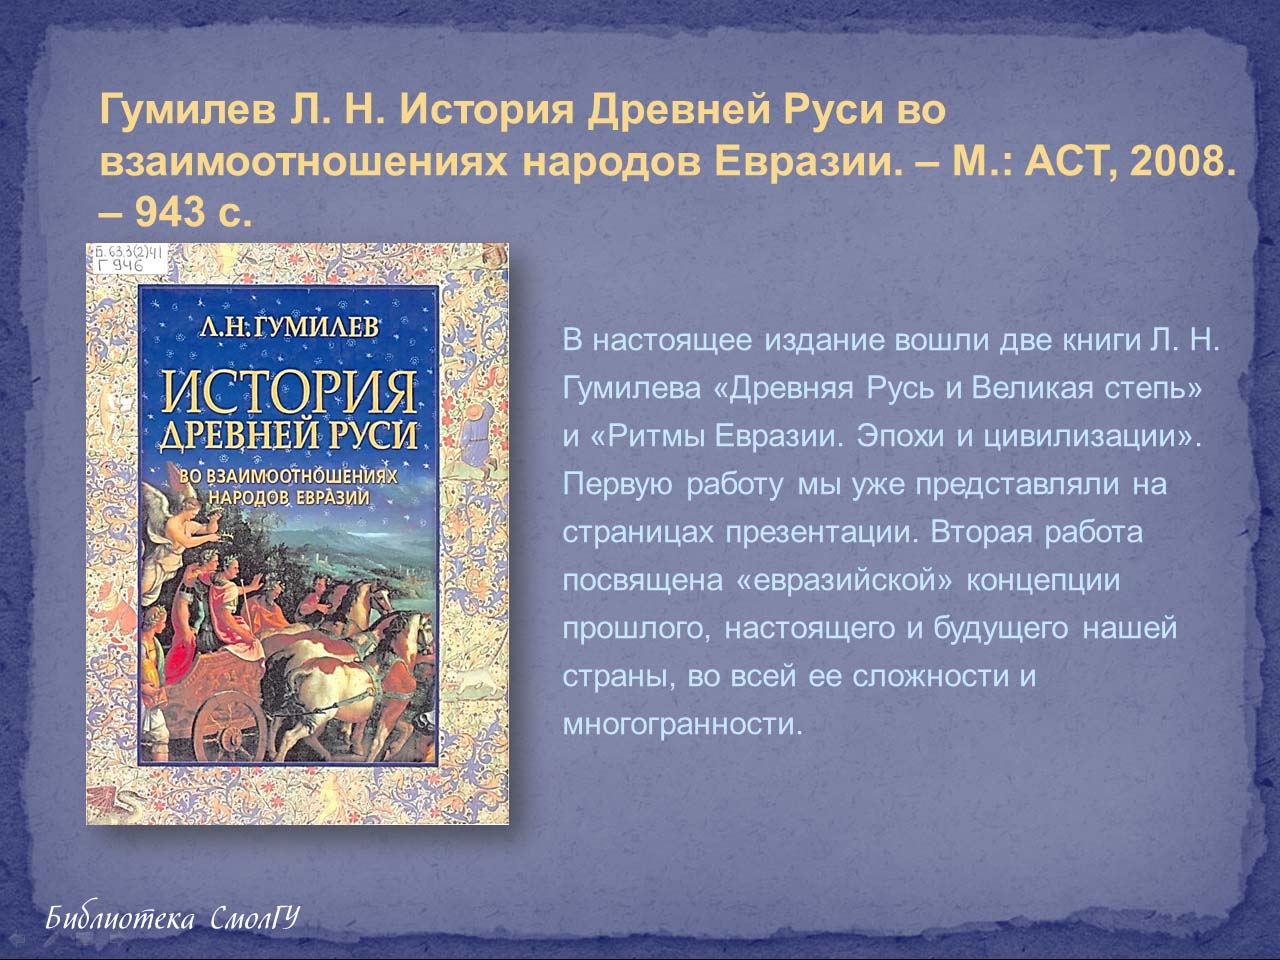 Гумилев Л. Н. История Древней Руси во
взаимоотношениях народов Евразии. – М.: АСТ, 2008.
– 943 с.
Б. 63.3(2)41
Г 946
Л.Н. ГУМИЛЕВ
ИСТОРИЯ
ДРЕВНЕЙ РУСИ
ВО ВЗАИМООТНОШЕНИЯХ
НАРОДОВ ЕВРАЗИИ
В настоящее издание вошли две книги Л. Н.
Гумилева «Древняя Русь и Великая степь»
и «Ритмы Евразии. Эпохи и цивилизации».
Первую работу мы уже представляли на
страницах презентации. Вторая работа
посвящена «евразийской» концепции
прошлого, настоящего и будущего нашей
страны, во всей ее сложности и
многогранности.
Библиотека СмолГУ